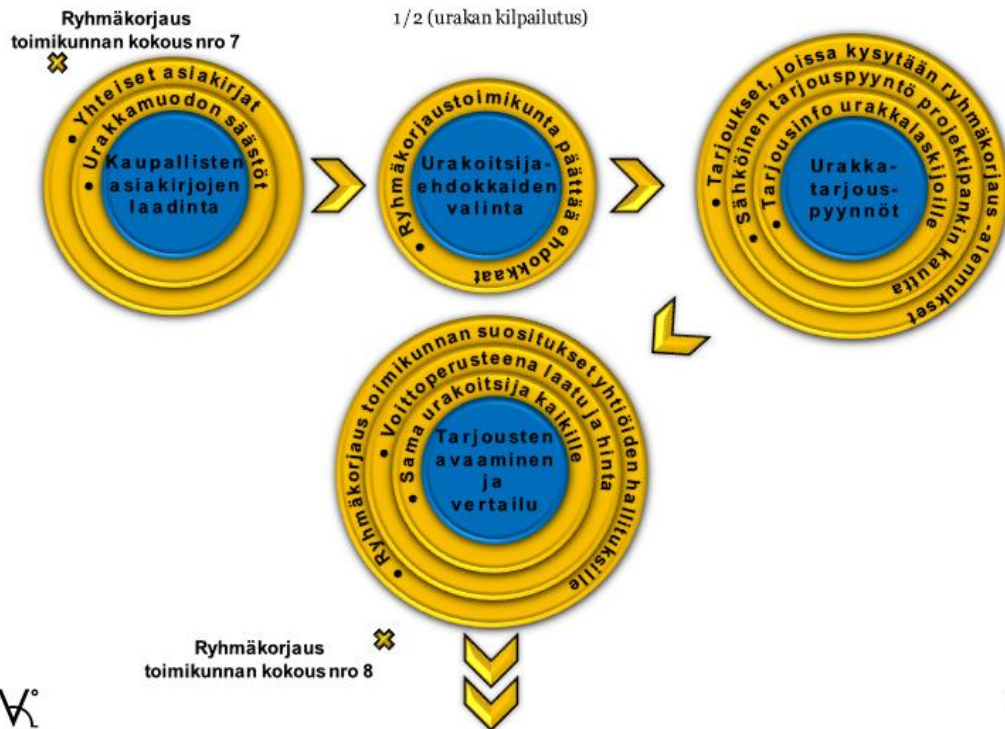 1/2 (urakan kilpailutus)
Ryhmäkorjaus
toimikunnan kokous nro 7
• Yhteiset asiakirjat
• Urakkamuodon säästöt
Kaupallisten
asiakirjojen
laadinta
• Ryhmäkorjaustoimikunta päättää ehdokkaat
Urakoitsija-
ehdokkaiden
valinta
• Tarjoukset, joissa kysytään ryhmäkorjaus -alennukset
• Sähköinen tarjouspyyntö projektipankin kautta
• Tarjousinfo urakkalaskijoille
Urakka-
tarjous-
pyynnöt
• Ryhmäkorjaus toimikunnan suositukset yhtiöiden hallituksille
• Voittoperusteena laatu ja hinta
• Sama urakoitsija kaikille
Tarjousten
avaaminen
ja
vertailu
Ryhmäkorjaus
toimikunnan kokous nro 8